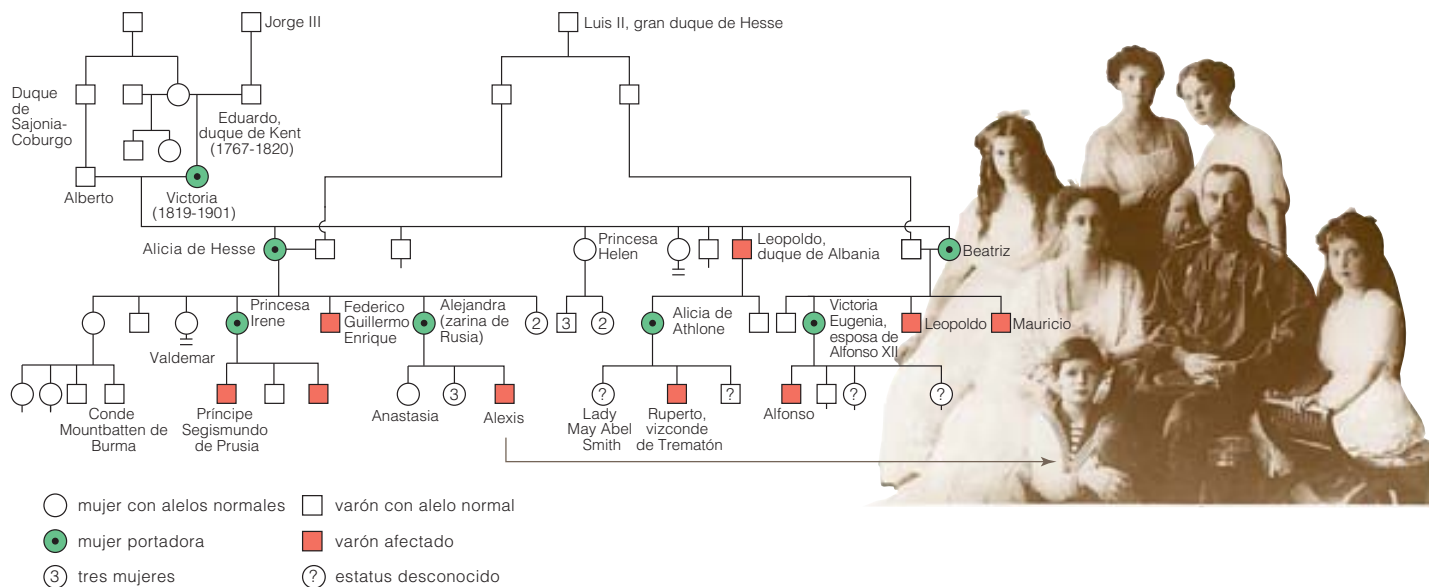 Jorge III
Luis II, gran duque de Hesse
Duque
de
Sajonia-
Coburgo
Eduardo,
duque de Kent
(1767-1820)
Alberto
Victoria
(1819-1901)
Alicia de Hesse
Princesa
Helen
Leopoldo,
duque de Albania
Beatriz
Valdemar
Princesa
Irene
Federico
Guillermo
Enrique
Alejandra
(zarina de
Rusia)
2
3
2
Alicia de
Athlone
Victoria
Eugenia,
esposa de
Alfonso XII
Leopoldo
Mauricio
Conde
Mountbatten de
Burma
Príncipe
Segismundo
de Prusia
Anastasia
3
Alexis
?
Lady
May Abel
Smith
Ruperto,
vizconde
de Trematón
?
Alfonso
?
?
mujer con alelos normales
varón con alelo normal
mujer portadora
varón afectado
3 tres mujeres
? estatus desconocido